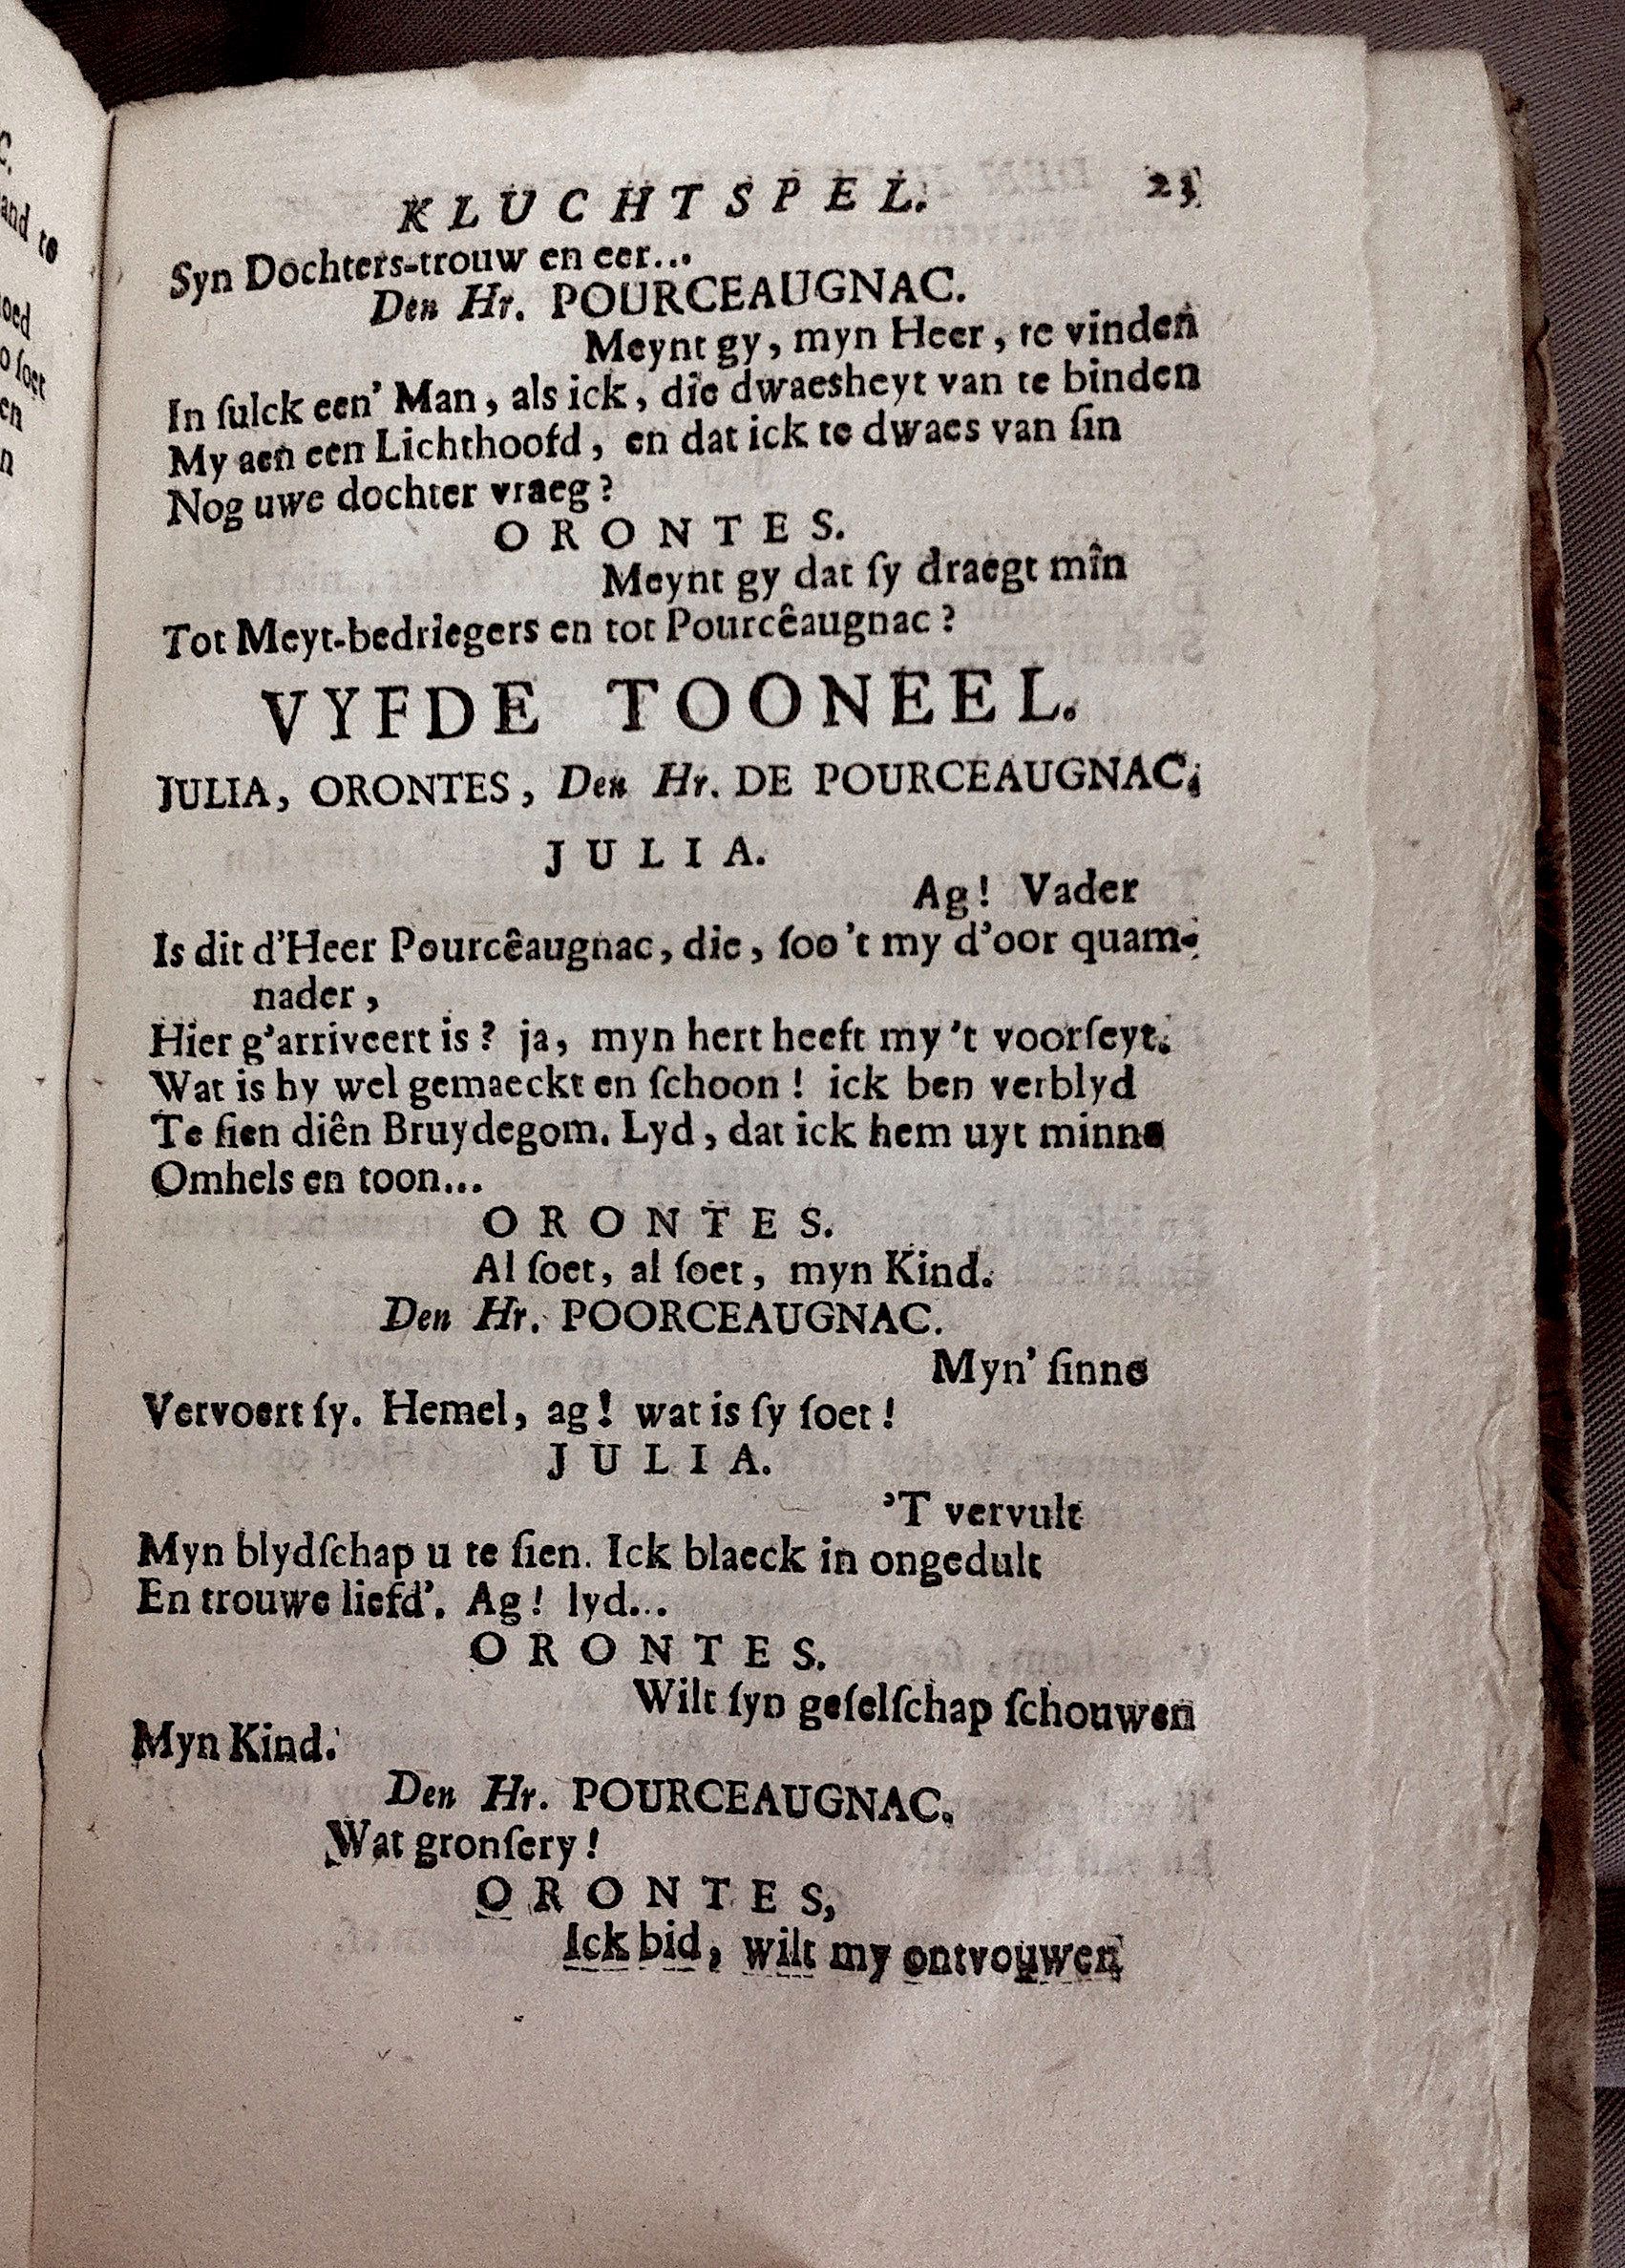 KLUCHTSPEL. 23
Syn Dochters-trouw en eer...
Den Hr. POURCEAUGNAC.
Meynt gy, myn Heer, te vinden
In ſulck een' Man, als ick, die dwaesheyt van te binden
My aen een Lichthoofd, en dat ick te dwaes van ſin
Nog uwe dochter vraeg?
ORONTES.
Meynt gy dat ſy draegt mîn
Tot Meyt-bedriegers en tot Pourcêaugnac?
VYFDE TOONEEL.
JULIA, ORONTES, Den Hr. DE POURCEAUGNAC,
JULIA.
Ag! Vader
Is dit d'Heer Pourcêaugnac, die, ſoo 't my d'oor quam-
nader,
Hier g'arriveert is? ja, myn hert heeft my 't voorſeyt.
Wat is hy wel gemaeckt en ſchoon! ick ben verblyd
Te ſien diên Bruydegom. Lyd, dat ick hem uyt minne
Omhels en toon...
ORONTES.
Al ſoet, al ſoet, myn Kind.
Den Hr. POORCEAUGNAC.
Myn' ſinne
Vervoert ſy. Hemel, ag! wat is ſy ſoet!
JULIA.
'T vervult
Myn blydſchap u te ſien. Ick blaeck in ongedult
En trouwe liefd'. Ag! lyd...
ORONTES.
Wilt ſyn geſelſchap ſchouwen
Myn Kind.
Den Hr. POURCEAUGNAC.
Wat gronſery!
ORONTES,
Ick bid, wilt my ontvouwen